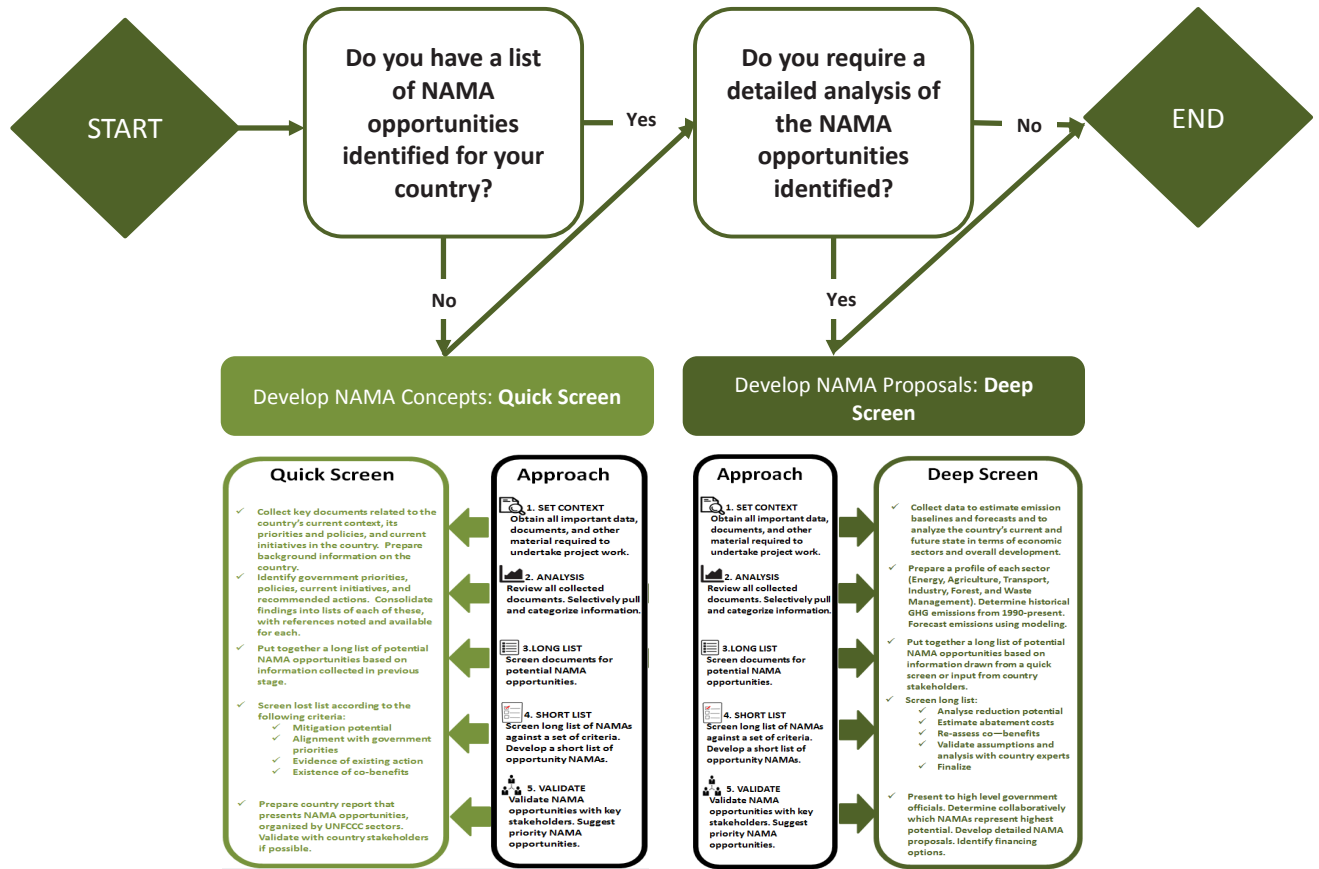 START
Do you have a list
of NAMA
opportunities
identified for your
country?
Yes
Do you require a
detailed analysis of
the NAMA
opportunities
identified?
No
END
No
Yes
Develop NAMA Concepts: Quick Screen
Develop NAMA Proposals: Deep
Screen
Quick Screen
✓ Collect key documents related to the
country's current context, its
priorities and policies, and current
initiatives in the country. Prepare
background information on the
country.
✓ Identify government priorities,
policies, current initiatives, and
recommended actions. Consolidate
findings into lists of each of these,
with references noted and available
for each.
✓ Put together a long list of potential
NAMA opportunities based on
information collected in previous
stage.
✓ Screen lost list according to the
following criteria:
✓ Mitigation potential
✓ Alignment with government
priorities
✓ Evidence of existing action
✓ Existence of co-benefits
✓ Prepare country report that
presents NAMA opportunities,
organized by UNFCCC sectors.
Validate with country stakeholders
if possible.
Approach
1. SET CONTEXT
Obtain all important data,
documents, and other
material required to
undertake project work.
2. ANALYSIS
Review all collected
documents. Selectively pull
and categorize information.
3.LONG LIST
Screen documents for
potential NAMA
opportunities.
4. SHORT LIST
Screen long list of NAMAs
against a set of criteria.
Develop a short list of
opportunity NAMAs.
5. VALIDATE
Validate NAMA
opportunities with key
stakeholders. Suggest
priority NAMA
opportunities.
Approach
1. SET CONTEXT
Obtain all important data,
documents, and other
material required to
undertake project work.
2. ANALYSIS
Review all collected
documents. Selectively pull
and categorize information.
3.LONG LIST
Screen documents for
potential NAMA
opportunities.
4. SHORT LIST
Screen long list of NAMAs
against a set of criteria.
Develop a short list of
opportunity NAMAs.
5. VALIDATE
Validate NAMA
opportunities with key
stakeholders. Suggest
priority NAMA
opportunities.
Deep Screen
✓ Collect data to estimate emission
baselines and forecasts and to
analyze the country's current and
future state in terms of economic
sectors and overall development.
✓ Prepare a profile of each sector
(Energy, Agriculture, Transport,
Industry, Forest, and Waste
Management). Determine historical
GHG emissions from 1990-present.
Forecast emissions using modeling.
✓ Put together a long list of potential
NAMA opportunities based on
information drawn from a quick
screen or input from country
stakeholders.
✓ Screen long list:
✓ Analyse reduction potential
✓ Estimate abatement costs
✓ Re-assess co—benefits
✓ Validate assumptions and
analysis with country experts
✓ Finalize
✓ Present to high level government
officials. Determine collaboratively
which NAMAs represent highest
potential. Develop detailed NAMA
proposals. Identify financing
options.